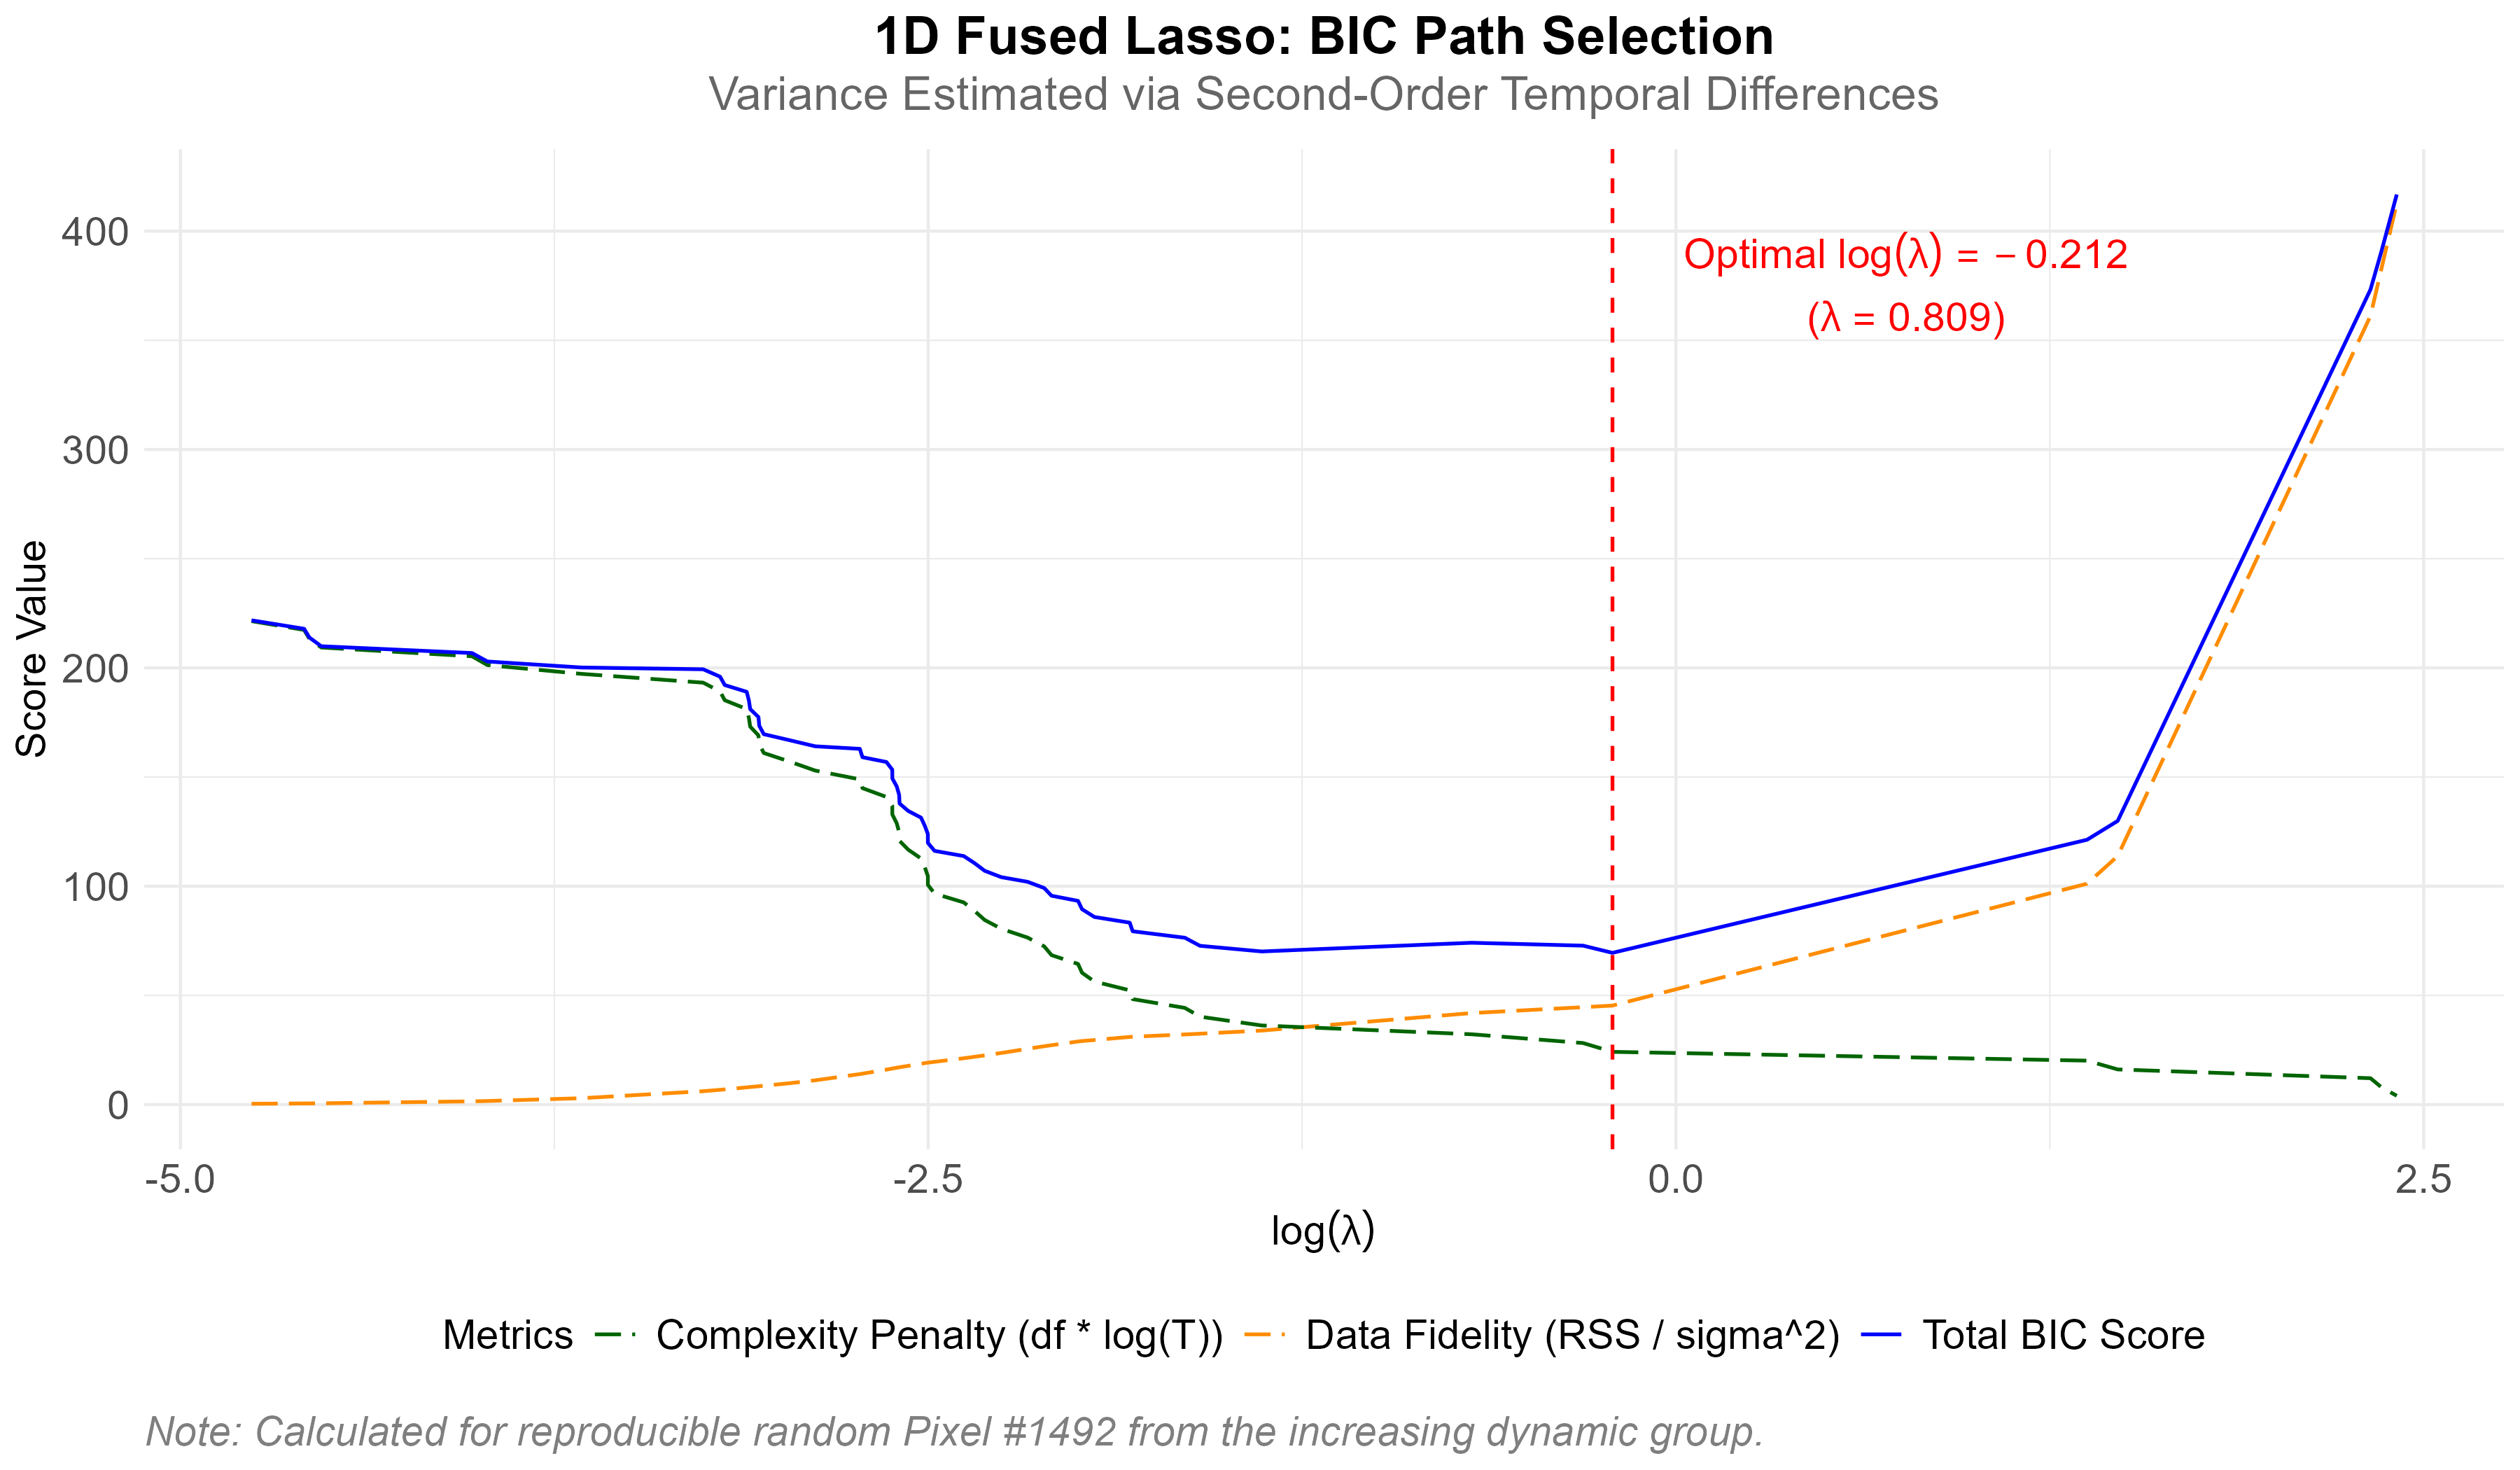 1D Fused Lasso: BIC Path Selection
Variance Estimated via Second-Order Temporal Differences
Score Value
400
300
200
100
0
Optimal log(λ) = − 0.212
(λ = 0.809)
-5.0
-2.5
0.0
2.5
log(λ)
Metrics
Complexity Penalty (df * log(T))
Data Fidelity (RSS / sigma^2)
Total BIC Score
Note: Calculated for reproducible random Pixel #1492 from the increasing dynamic group.